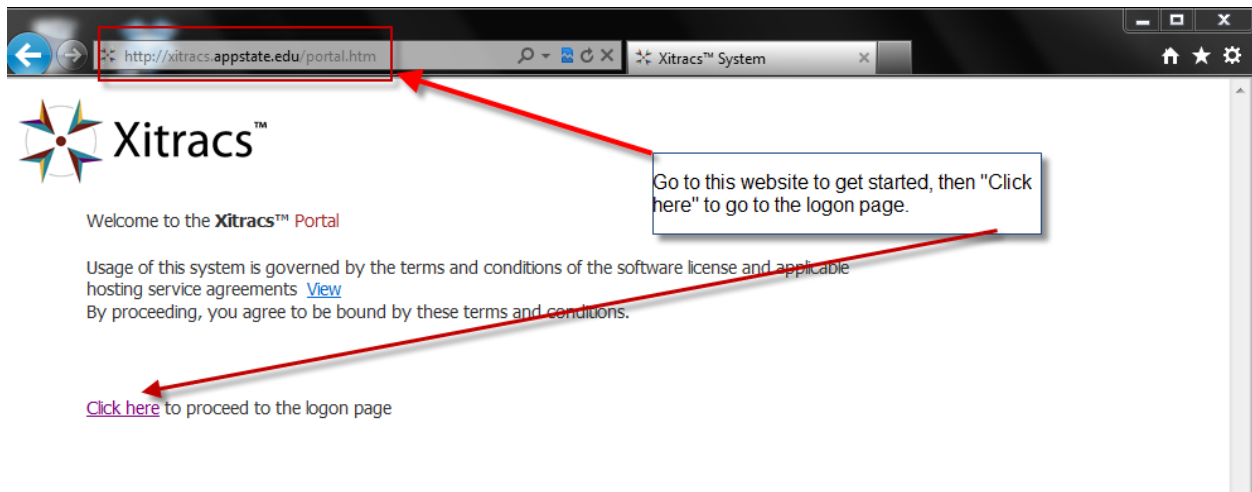 http://xitracs.appstate.edu/portal.htm
Xitracs™ System
Xitracs™
Go to this website to get started, then "Click
here" to go to the logon page.
Welcome to the Xitracs™ Portal
Usage of this system is governed by the terms and conditions of the software license and applicable
hosting service agreements View
By proceeding, you agree to be bound by these terms and conditions.
Click here to proceed to the logon page